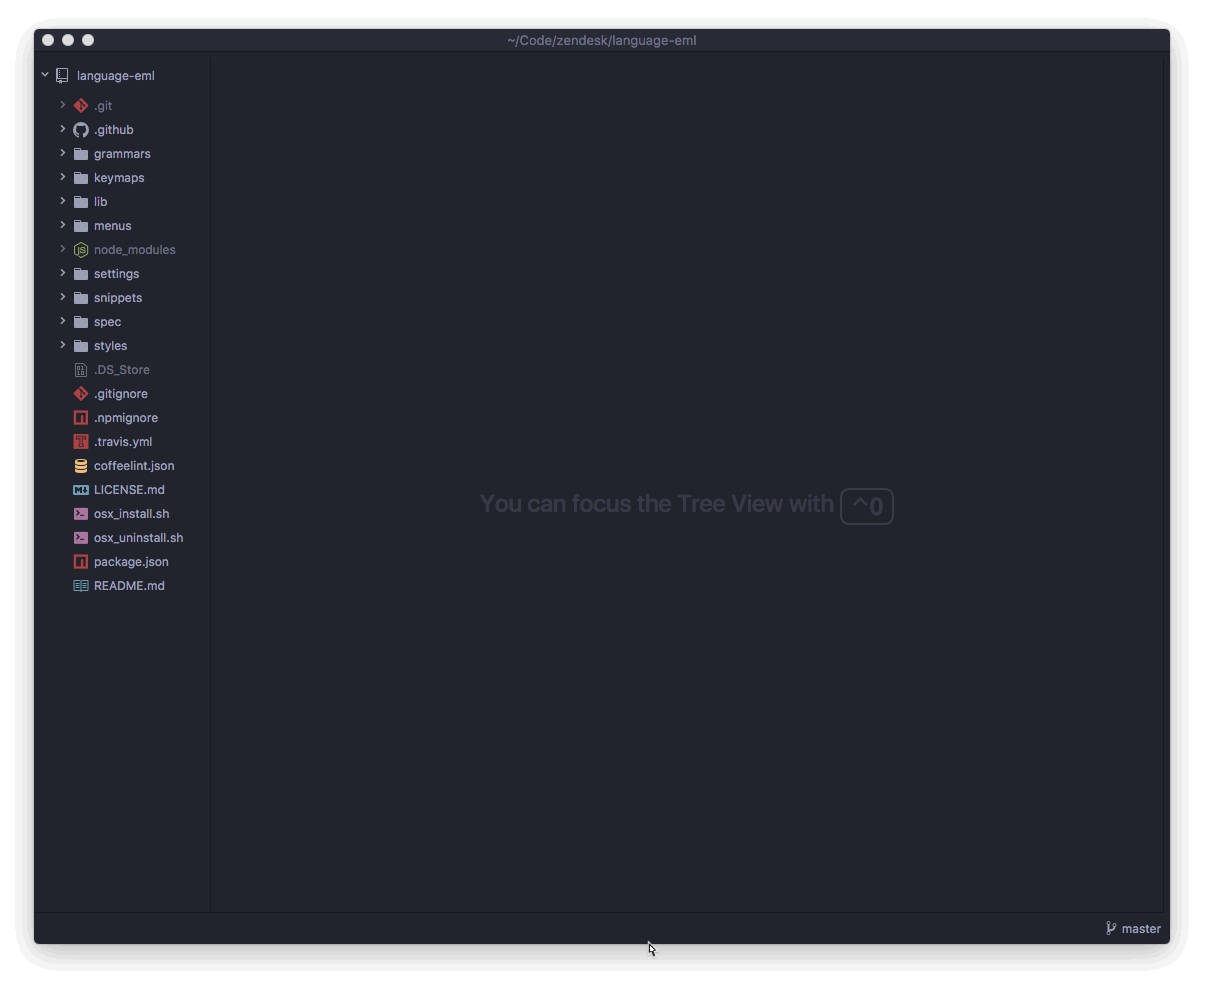 ~/Code/zendesk/language-eml
language-eml
.git
.github
grammars
keymaps
lib
menus
node_modules
settings
snippets
spec
styles
.DS_Store
.gitignore
.npmignore
.travis.yml
coffeelint.json
LICENSE.md
osx_install.sh
osx_uninstall.sh
package.json
README.md
You can focus the Tree View with ^0
master